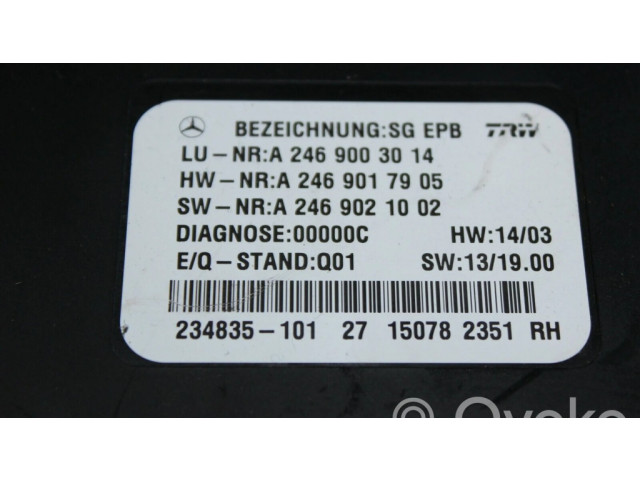 BEZEICHNUNG:SG EPB TRW
LU-NR:A 246 900 30 14
HW-NR:A 246 901 79 05
SW-NR:A 246 902 10 02
DIAGNOSE:00000C HW:14/03
E/Q-STAND:Q01 SW:13/19.00
234835-101 27 15078 2351 RH
© Ovoko